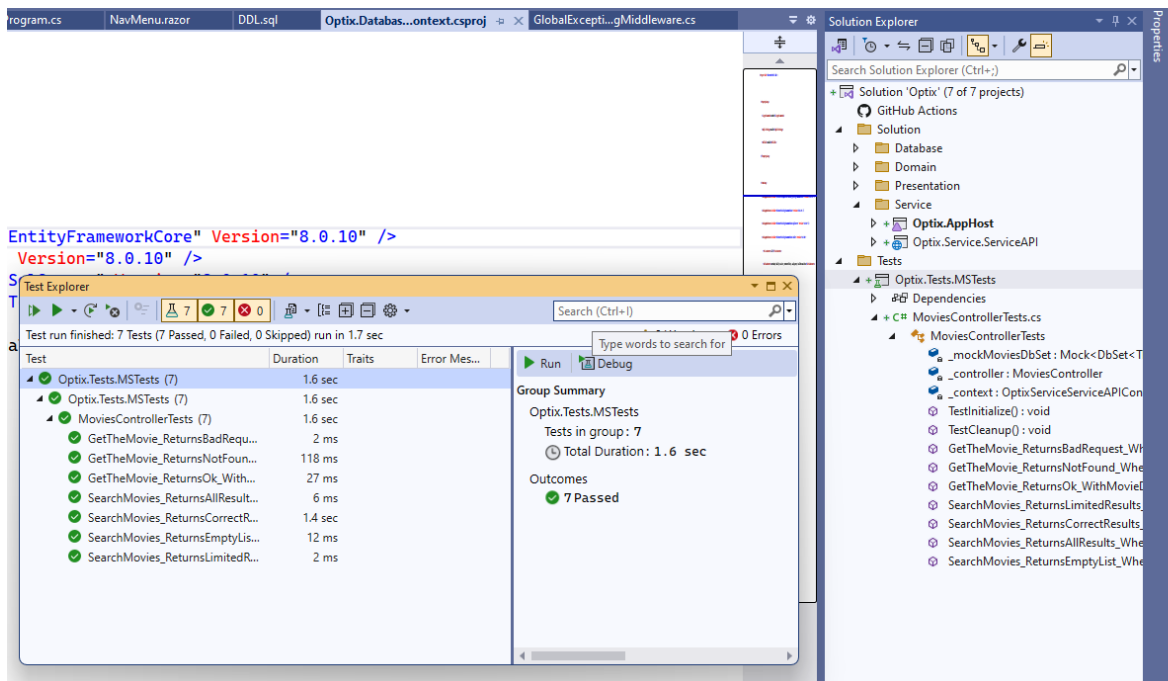 Program.cs
NavMenu.razor
DDL.sql
Optix.Databas...ontext.csproj
GlobalExcepti...gMiddleware.cs
EntityFrameworkCore" Version="8.0.10" />
Version="8.0.10" />
Test Explorer
7 7 0
Search (Ctrl+I)
Test run finished: 7 Tests (7 Passed, 0 Failed, 0 Skipped) run in 1.7 sec
0 Errors
Type words to search for
Test Duration Traits Error Mes...
Optix.Tests.MSTests (7) 1.6 sec
Optix.Tests.MSTests (7) 1.6 sec
MoviesControllerTests (7) 1.6 sec
GetTheMovie_ReturnsBadRequ... 2 ms
GetTheMovie_ReturnsNotFoun... 118 ms
GetTheMovie_ReturnsOk_With... 27 ms
SearchMovies_ReturnsAllResult... 6 ms
SearchMovies_ReturnsCorrectR... 1.4 sec
SearchMovies_ReturnsEmptyLis... 12 ms
SearchMovies_ReturnsLimitedR... 2 ms
Run Debug
Group Summary
Optix.Tests.MSTests
Tests in group: 7
Total Duration: 1.6 sec
Outcomes
7 Passed
Solution Explorer
Search Solution Explorer (Ctrl+;)
Solution 'Optix' (7 of 7 projects)
GitHub Actions
Solution
Database
Domain
Presentation
Service
Optix.AppHost
Optix.Service.ServiceAPI
Tests
Optix.Tests.MSTests
Dependencies
C# MoviesControllerTests.cs
MoviesControllerTests
_mockMoviesDbSet : Mock<DbSet<T
_controller : MoviesController
_context : OptixServiceServiceAPICon
TestInitialize() : void
TestCleanup() : void
GetTheMovie_ReturnsBadRequest_Wh
GetTheMovie_ReturnsNotFound_Whe
GetTheMovie_ReturnsOk_WithMovieD
SearchMovies_ReturnsLimitedResults_
SearchMovies_ReturnsCorrectResults_
SearchMovies_ReturnsAllResults_Whe
SearchMovies_ReturnsEmptyList_Whe
Properties